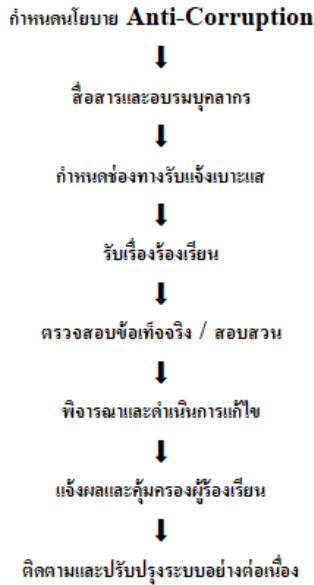 กำหนดนโยบาย Anti-Corruption
สื่อสารและอบรมบุคลากร
กำหนดช่องทางรับแจ้งเบาะแส
รับเรื่องร้องเรียน
ตรวจสอบข้อเท็จจริง / สอบสวน
พิจารณาและดำเนินการแก้ไข
แจ้งผลและคุ้มครองผู้ร้องเรียน
ติดตามและปรับปรุงระบบอย่างต่อเนื่อง